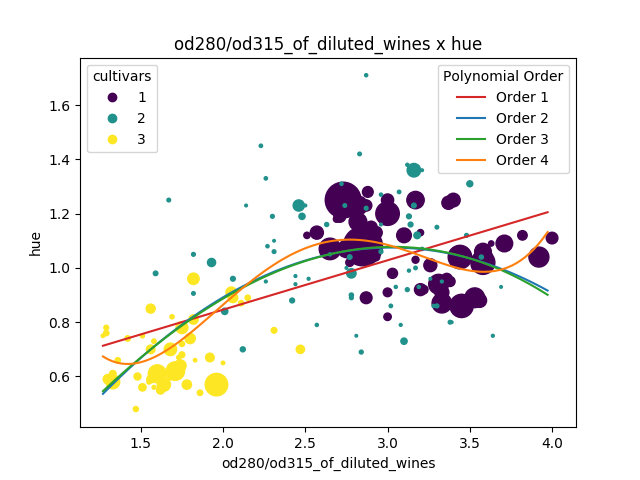 od280/od315_of_diluted_wines x hue
cultivars
1
2
3
Polynomial Order
Order 1
Order 2
Order 3
Order 4
hue
1.6
1.4
1.2
1.0
0.8
0.6
1.5 2.0 2.5 3.0 3.5 4.0
od280/od315_of_diluted_wines